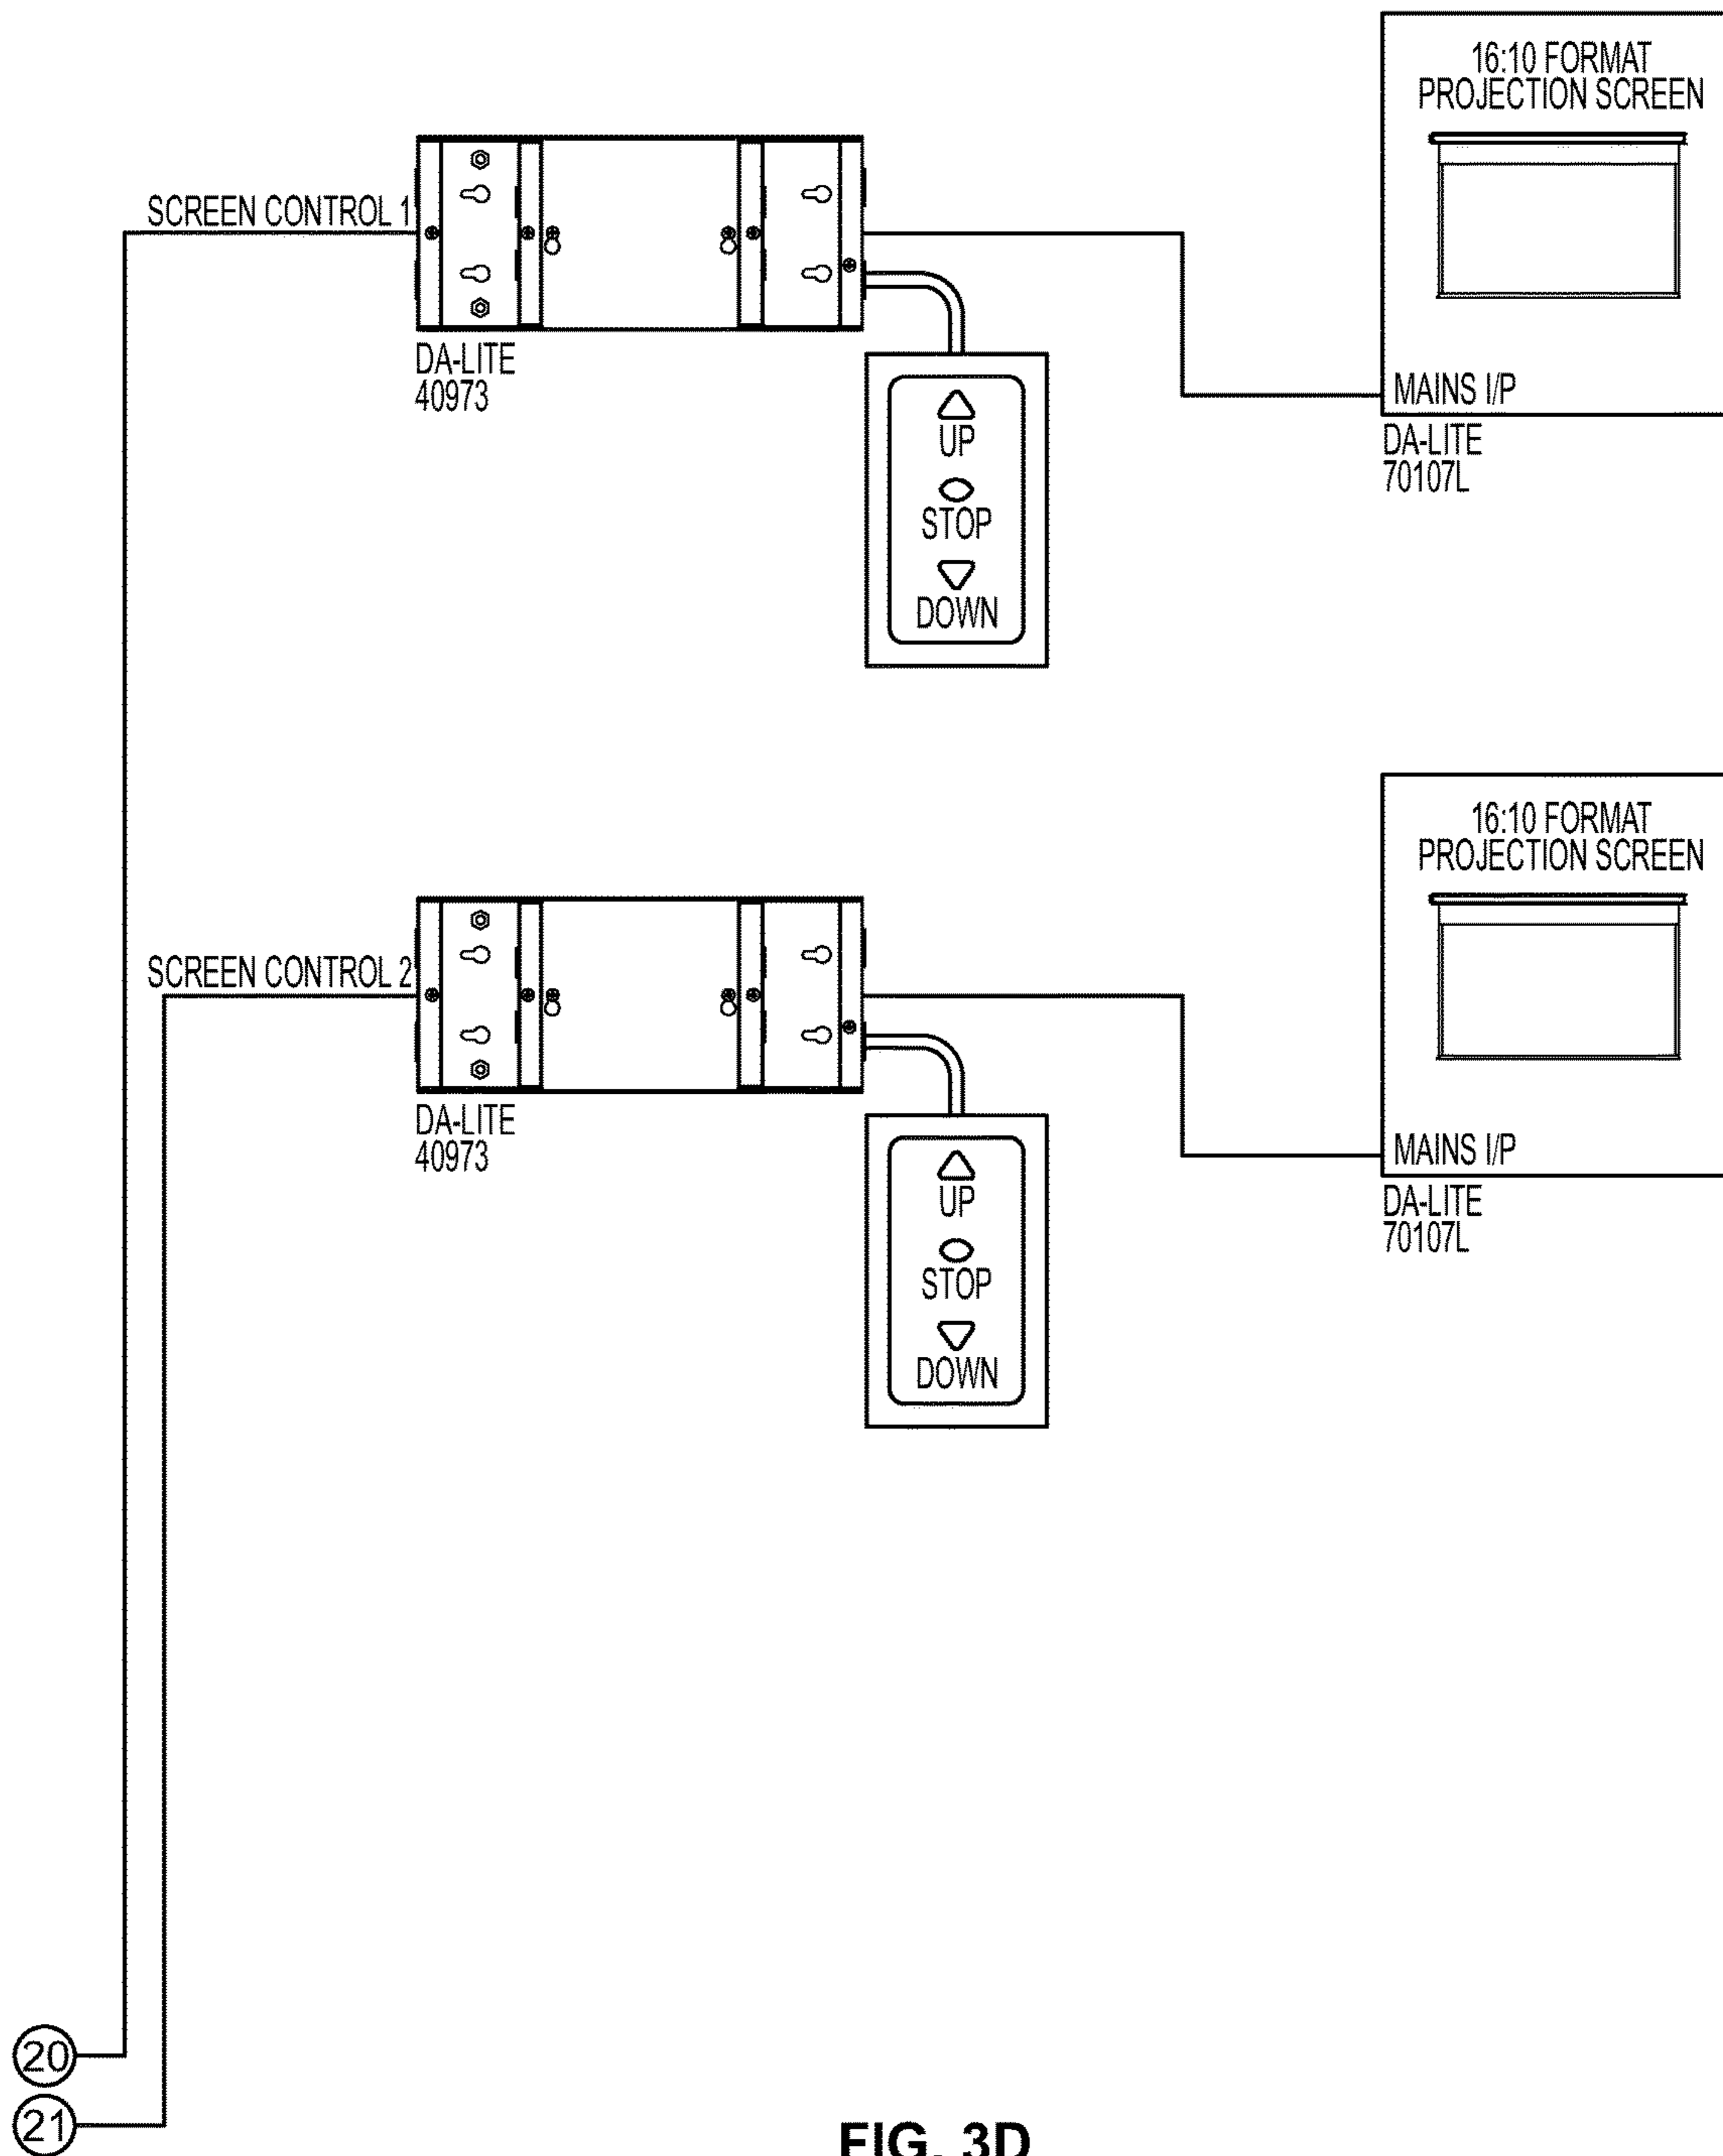 16:10 FORMAT
PROJECTION SCREEN
SCREEN CONTROL 1
DA-LITE
40973
MAINS I/P
DA-LITE
70107L
UP
STOP
DOWN
16:10 FORMAT
PROJECTION SCREEN
SCREEN CONTROL 2
DA-LITE
40973
MAINS I/P
DA-LITE
70107L
UP
STOP
DOWN
20
21
FIG. 3D